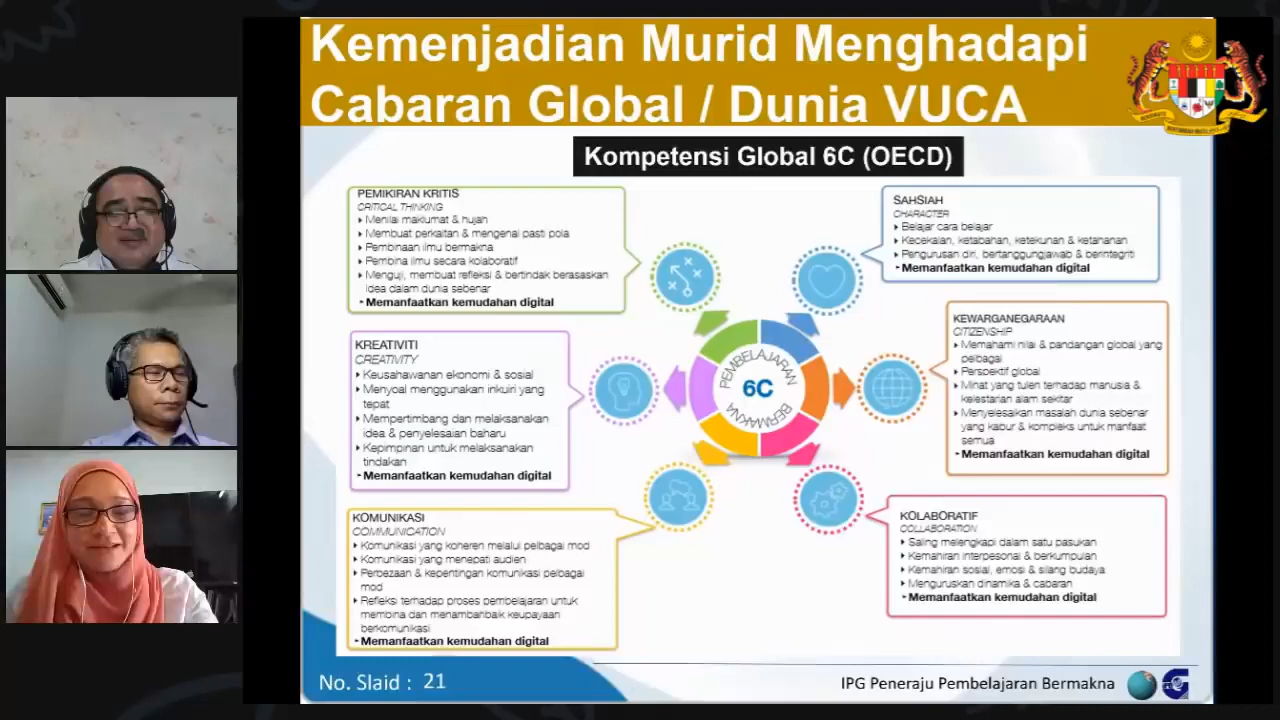 Kemenjadian Murid Menghadapi
Cabaran Global / Dunia VUCA
Kompetensi Global 6C (OECD)
PEMIKIRAN KRITIS
CRITICAL THINKING
Menilai maklumat & hujah
Membuat perkaitan & mengenal pasti pola
Pembinaan ilmu bermakna
Pembina ilmu secara kolaboratif
Menguji, membuat refleksi & bertindak berasaskan
idea dalam dunia sebenar
- Memanfaatkan kemudahan digital
KREATIVITI
CREATIVITY
Keusahawanan ekonomi & sosial
Menyoal menggunakan inkuiri yang
tepat
Mempertimbang dan melaksanakan
idea & penyelesaian baharu
Kepimpinan untuk melaksanakan
tindakan
- Memanfaatkan kemudahan digital
KOMUNIKASI
COMMUNICATION
Komunikasi yang koheren melalui pelbagai mod
Komunikasi yang menepati audien
Perbezaan & kepentingan komunikasi pelbagai
mod
Refleksi terhadap proses pembelajaran untuk
membina dan menambahbaik keupayaan
berkomunikasi
- Memanfaatkan kemudahan digital
PEMBELAJARAN
6C
BERMAKNA
SAHSIAH
CHARACTER
Belajar cara belajar
Kecekalan, ketabahan, ketekunan & ketahanan
Pengurusan diri, bertanggungjawab & berintegriti
- Memanfaatkan kemudahan digital
KEWARGANEGARAAN
CITIZENSHIP
Memahami nilai & pandangan global yang
pelbagai
Perspektif global
Minat yang tulen terhadap manusia &
kelestarian alam sekitar
Menyelesaikan masalah dunia sebenar
yang kabur & kompleks untuk manfaat
semua
- Memanfaatkan kemudahan digital
KOLABORATIF
COLLABORATION
Saling melengkapi dalam satu pasukan
Kemahiran interpesonal & berkumpulan
Kemahiran sosial, emosi & silang budaya
Menguruskan dinamika & cabaran
- Memanfaatkan kemudahan digital
No. Slaid : 21
IPG Peneraju Pembelajaran Bermakna